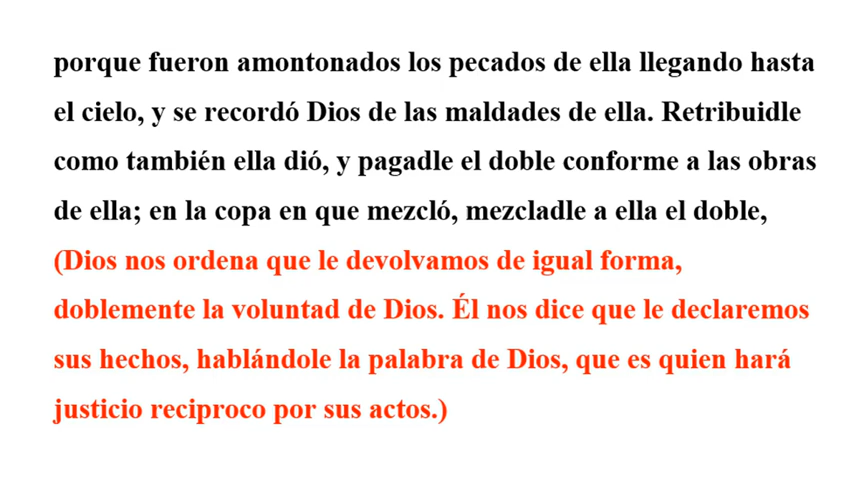 porque fueron amontonados los pecados de ella llegando hasta
el cielo, y se recordó Dios de las maldades de ella. Retribuidle
como también ella dió, y pagadle el doble conforme a las obras
de ella; en la copa en que mezcló, mezcladle a ella el doble,
(Dios nos ordena que le devolvamos de igual forma,
doblemente la voluntad de Dios. Él nos dice que le declaremos
sus hechos, hablándole la palabra de Dios, que es quien hará
justicio reciproco por sus actos.)